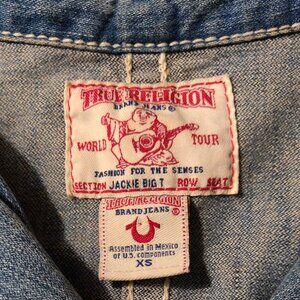 TRUE RELIGION
BRAND JEANS ®
WORLD TOUR
FASHION FOR THE SENSES
SECTION JACKIE BIG T ROW SEAT
TRUE RELIGION
BRAND JEANS ®
Assembled in Mexico
of U.S. components
XS